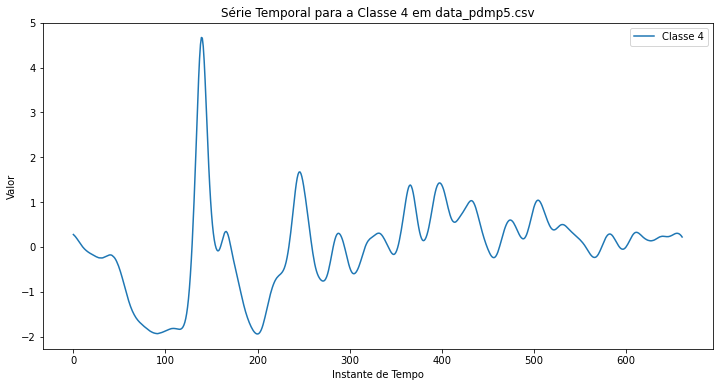 Série Temporal para a Classe 4 em data_pdmp5.csv
Classe 4
Valor
5
4
3
2
1
0
−1
−2
0 100 200 300 400 500 600
Instante de Tempo